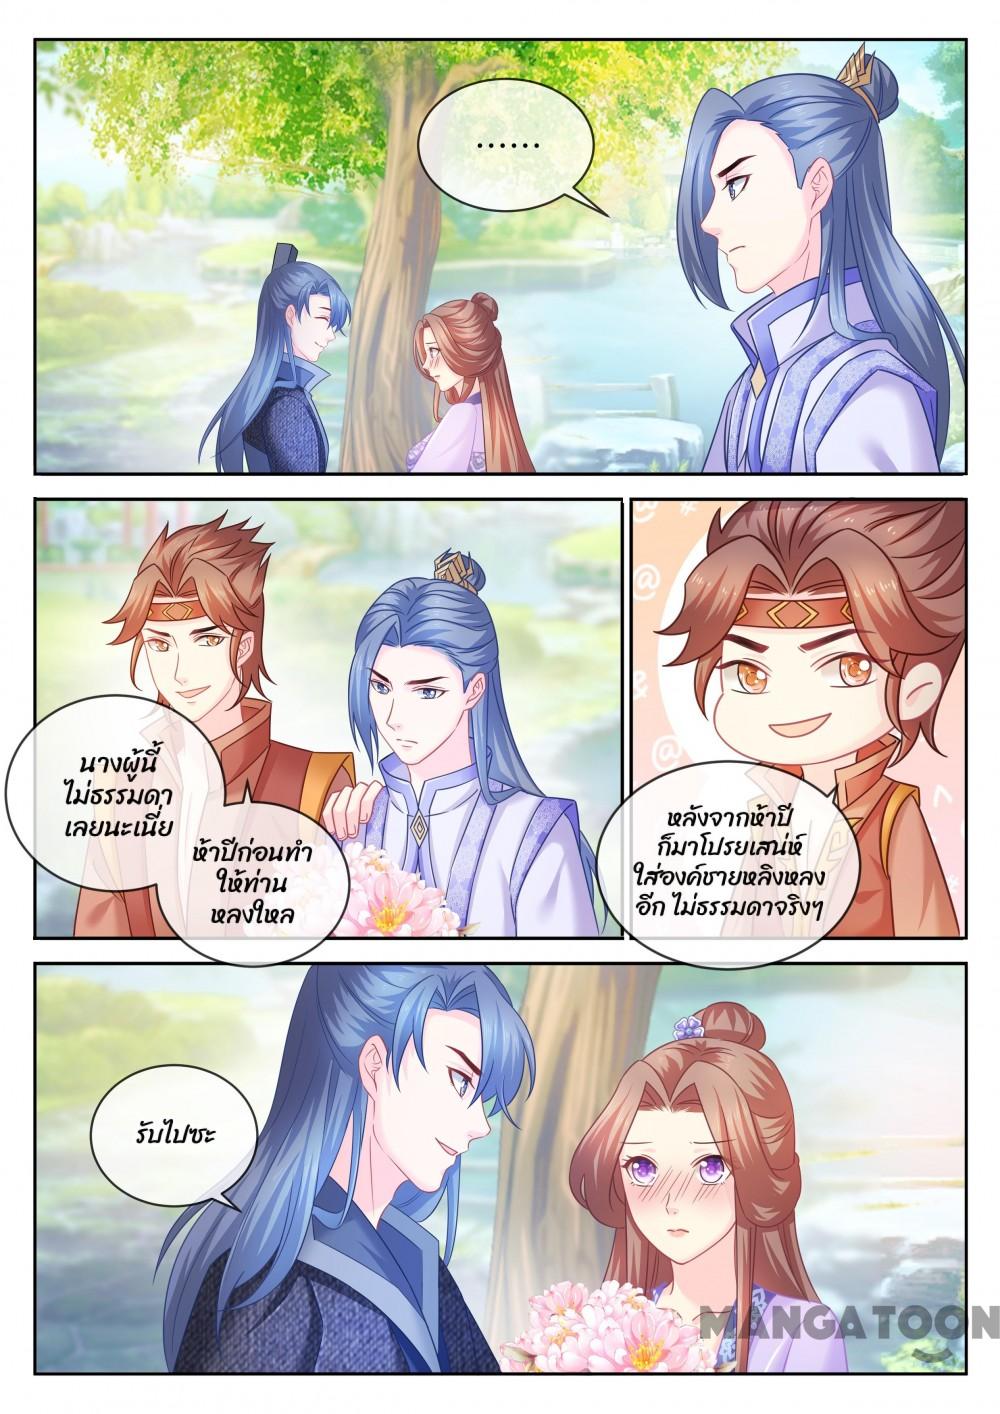 ......
นางผู้นี้
ไม่ธรรมดา
เลยนะเนี่ย
ห้าปีก่อนทำ
ให้ท่าน
หลงใหล
หลังจากห้าปี
ก็มาโปรยเสน่ห์
ใส่องค์ชายหลิงหลง
อีก ไม่ธรรมดาจริงๆ
รับไปซะ
MANGATOON